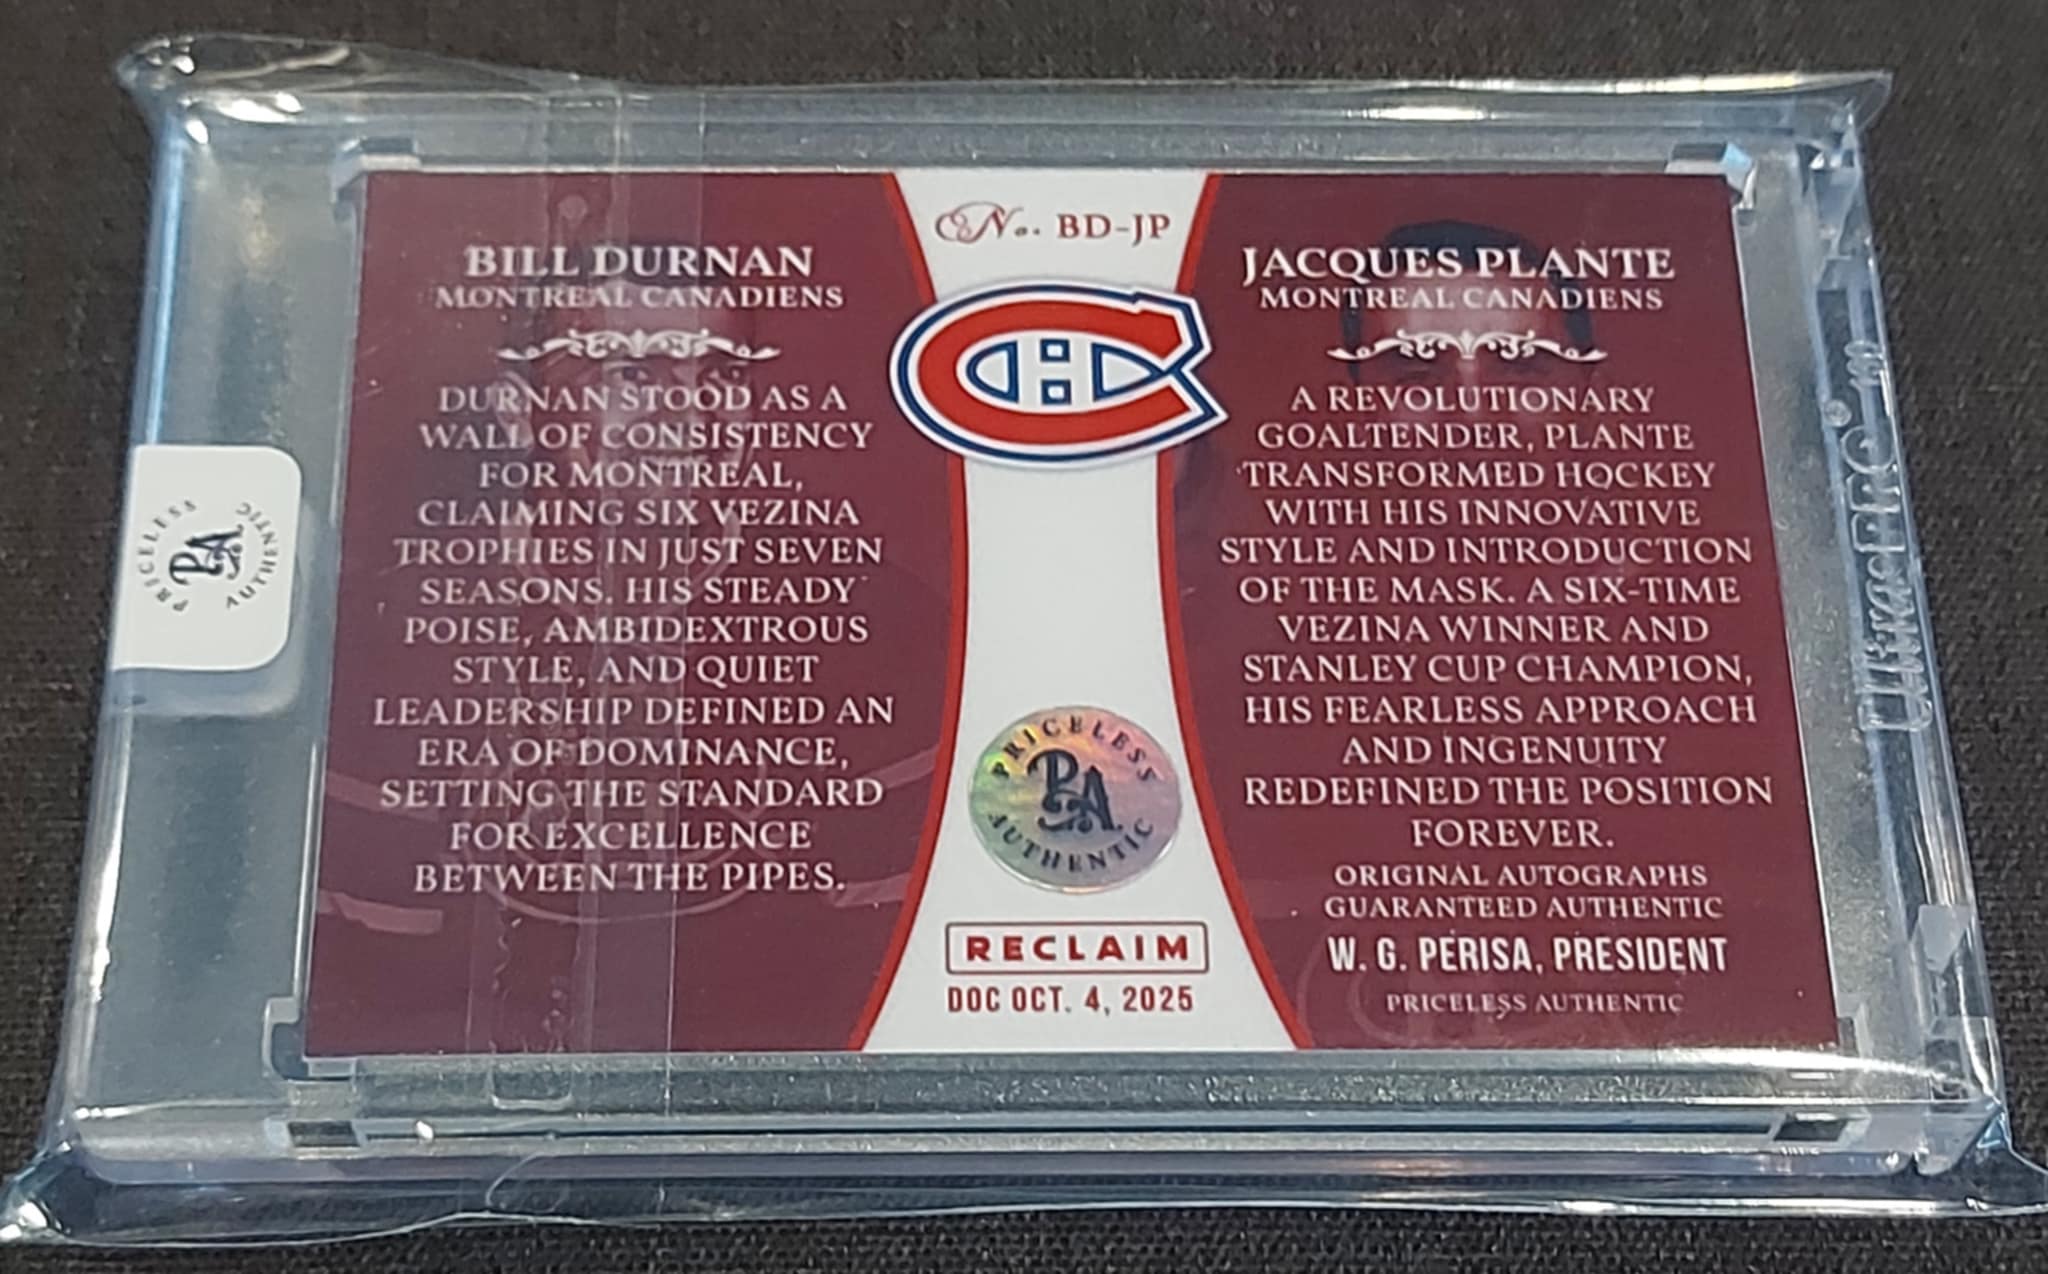 No. BD-JP
BILL DURNAN
MONTREAL CANADIENS
DURNAN STOOD AS A
WALL OF CONSISTENCY
FOR MONTREAL,
CLAIMING SIX VEZINA
TROPHIES IN JUST SEVEN
SEASONS. HIS STEADY
POISE, AMBIDEXTROUS
STYLE, AND QUIET
LEADERSHIP DEFINED AN
ERA OF DOMINANCE,
SETTING THE STANDARD
FOR EXCELLENCE
BETWEEN THE PIPES.
JACQUES PLANTE
MONTREAL CANADIENS
A REVOLUTIONARY
GOALTENDER, PLANTE
TRANSFORMED HOCKEY
WITH HIS INNOVATIVE
STYLE AND INTRODUCTION
OF THE MASK. A SIX-TIME
VEZINA WINNER AND
STANLEY CUP CHAMPION,
HIS FEARLESS APPROACH
AND INGENUITY
REDEFINED THE POSITION
FOREVER.
ORIGINAL AUTOGRAPHS
GUARANTEED AUTHENTIC
W. G. PERISA, PRESIDENT
PRICELESS AUTHENTIC
CH
PRICELESS
PA
AUTHENTIC
RECLAIM
DOC OCT. 4, 2025
PRICELESS
PA
AUTHENTIC
UltraPRO®